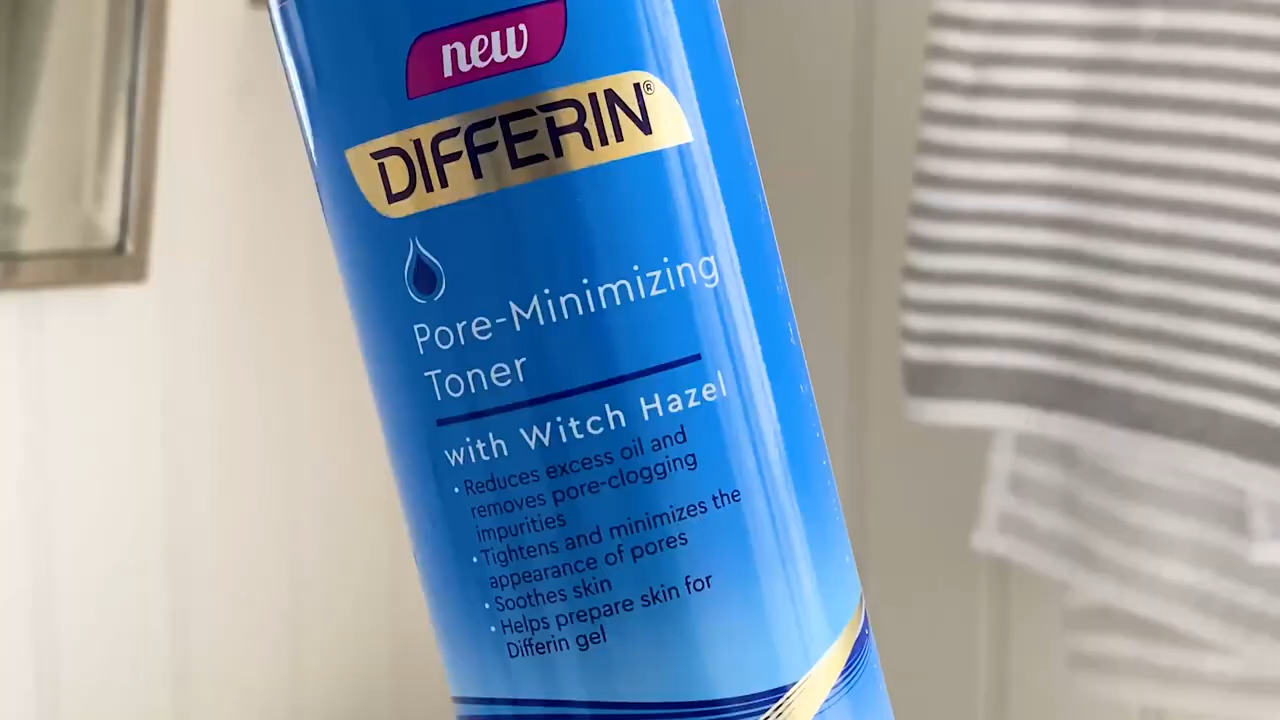 new
DIFFERIN®
Pore-Minimizing
Toner
with Witch Hazel
• Reduces excess oil and
removes pore-clogging
impurities
• Tightens and minimizes the
appearance of pores
• Soothes skin
• Helps prepare skin for
Differin gel